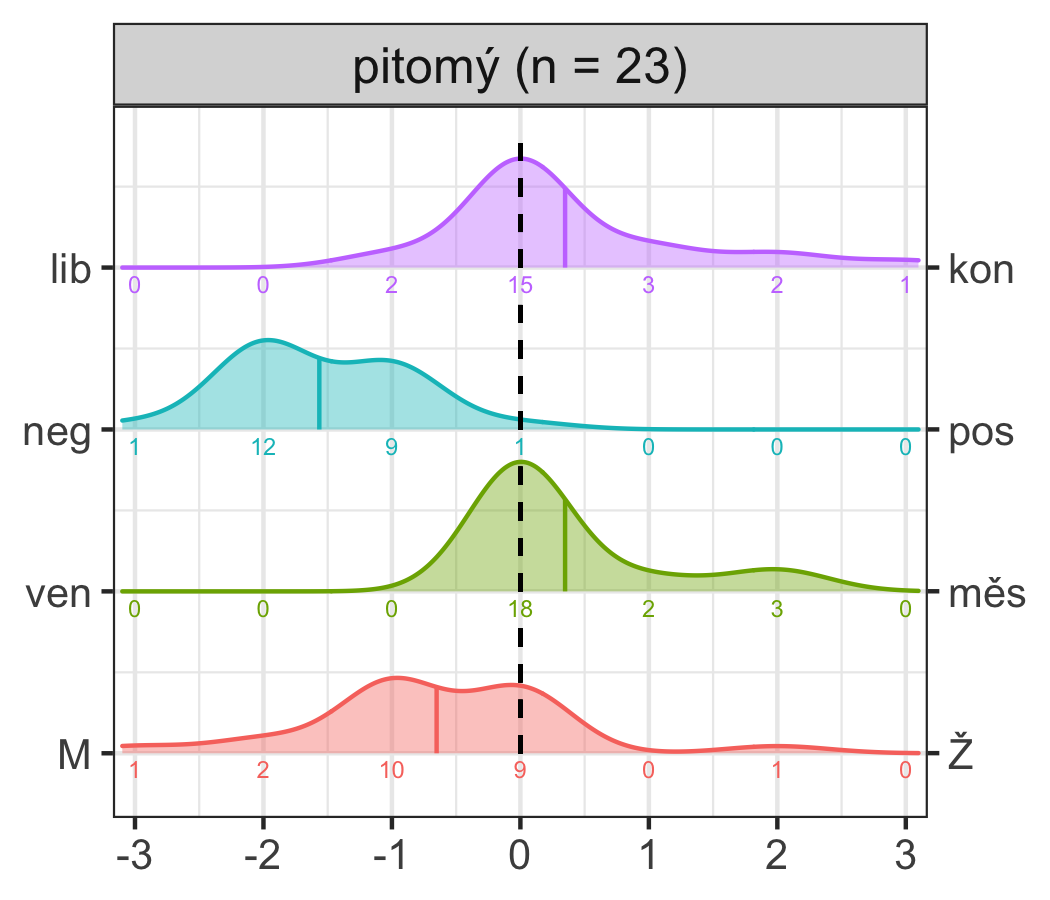 pitomý (n = 23)
lib kon
0 0 2 15 3 2 1
neg pos
1 12 9 1 0 0 0
ven měs
0 0 0 18 2 3 0
M Ž
1 2 10 9 0 1 0
-3 -2 -1 0 1 2 3